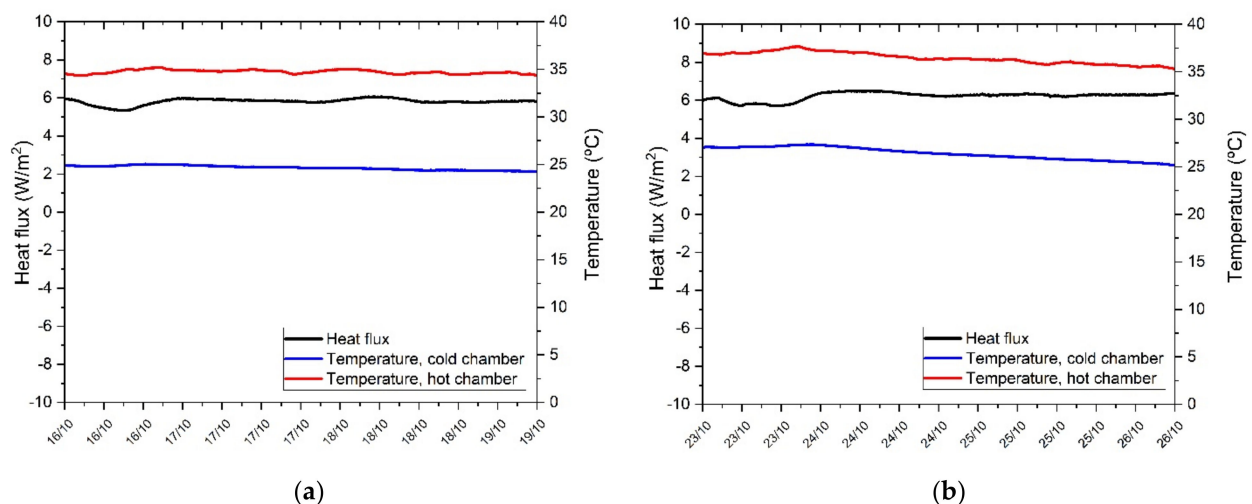 10
8
6
4
2
0
-2
-4
-6
-8
-10
Heat flux (W/m²)
40
35
30
25
20
15
10
5
0
Temperature (ºC)
Heat flux
Temperature, cold chamber
Temperature, hot chamber
16/10 16/10 16/10 17/10 17/10 17/10 17/10 18/10 18/10 18/10 18/10 19/10 19/10
(a)
10
8
6
4
2
0
-2
-4
-6
-8
-10
Heat flux (W/m²)
40
35
30
25
20
15
10
5
0
Temperature (ºC)
Heat flux
Temperature, cold chamber
Temperature, hot chamber
23/10 23/10 23/10 24/10 24/10 24/10 24/10 25/10 25/10 25/10 25/10 26/10 26/10
(b)